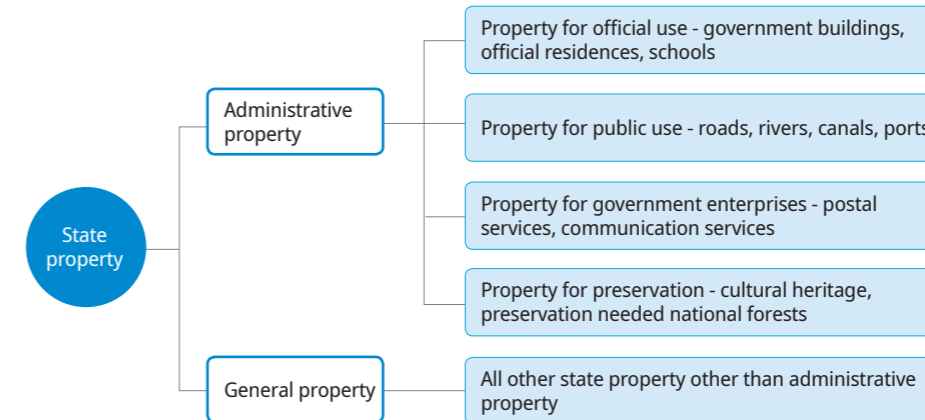 Property for official use - government buildings,
official residences, schools
Administrative
property
Property for public use - roads, rivers, canals, ports
Property for government enterprises - postal
services, communication services
State
property
Property for preservation - cultural heritage,
preservation needed national forests
General property
All other state property other than administrative
property